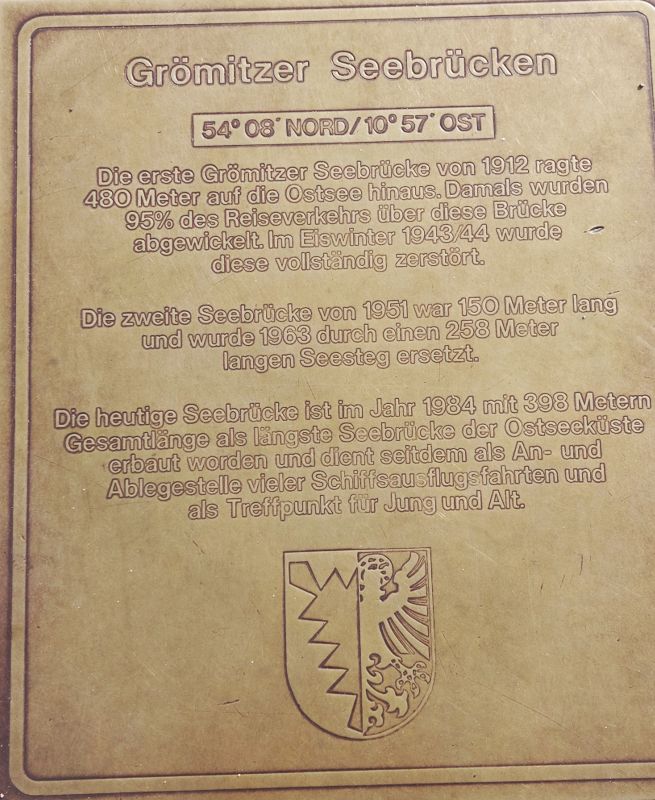 Grömitzer Seebrücken
54° 08' NORD/10° 57' OST
Die erste Grömitzer Seebrücke von 1912 ragte
480 Meter auf die Ostsee hinaus. Damals wurden
95% des Reiseverkehrs über diese Brücke
abgewickelt. Im Eiswinter 1943/44 wurde
diese vollständig zerstört.
Die zweite Seebrücke von 1951 war 150 Meter lang
und wurde 1963 durch einen 258 Meter
langen Seesteg ersetzt.
Die heutige Seebrücke ist im Jahr 1984 mit 398 Metern
Gesamtlänge als längste Seebrücke der Ostseeküste
erbaut worden und dient seitdem als An- und
Ablegestelle vieler Schiffsausflugsfahrten und
als Treffpunkt für Jung und Alt.